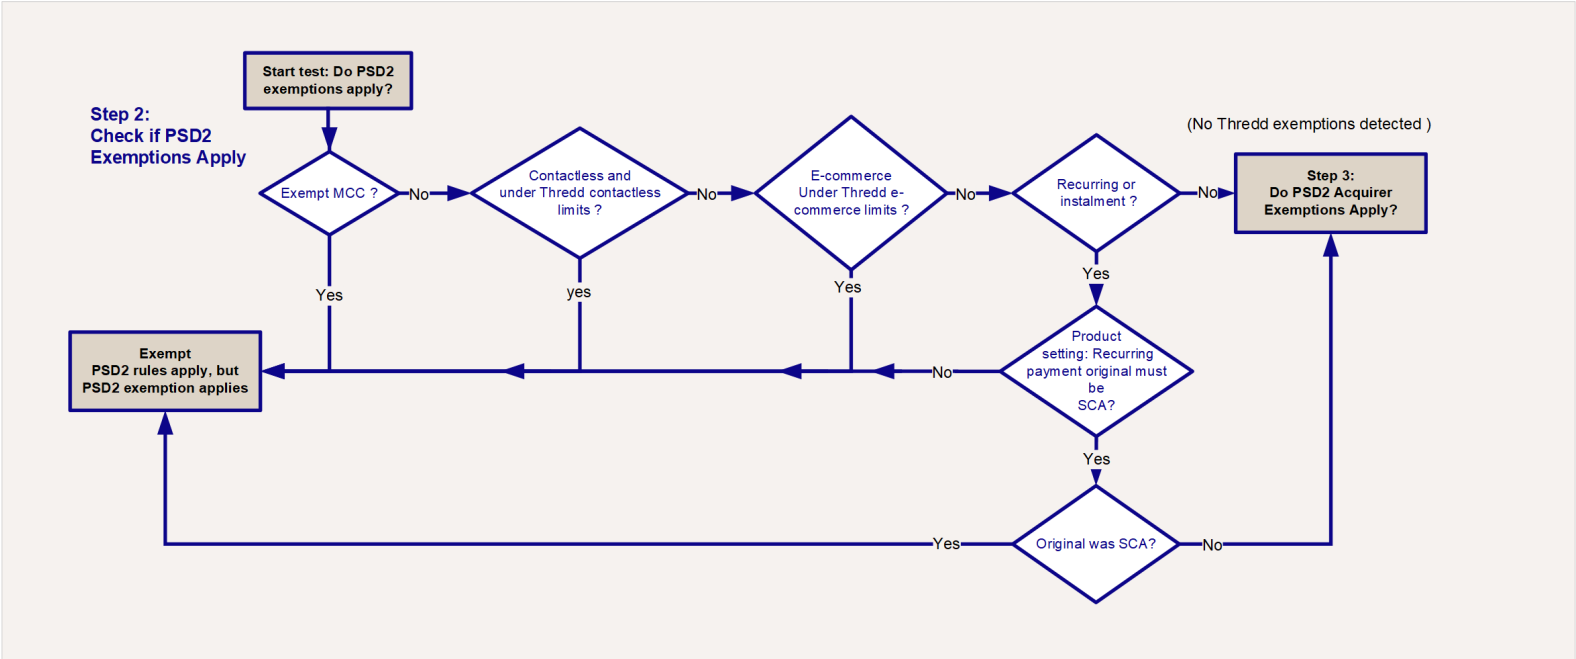 Start test: Do PSD2
exemptions apply?
Step 2:
Check if PSD2
Exemptions Apply
(No Thredd exemptions detected )
Exempt MCC ?
No
Contactless and
under Thredd contactless
limits ?
No
E-commerce
Under Thredd e-
commerce limits ?
No
Recurring or
instalment ?
No
Step 3:
Do PSD2 Acquirer
Exemptions Apply?
Yes
yes
Yes
Yes
Exempt
PSD2 rules apply, but
PSD2 exemption applies
No
Product
setting: Recurring
payment original must
be
SCA?
Yes
Yes
Original was SCA?
No